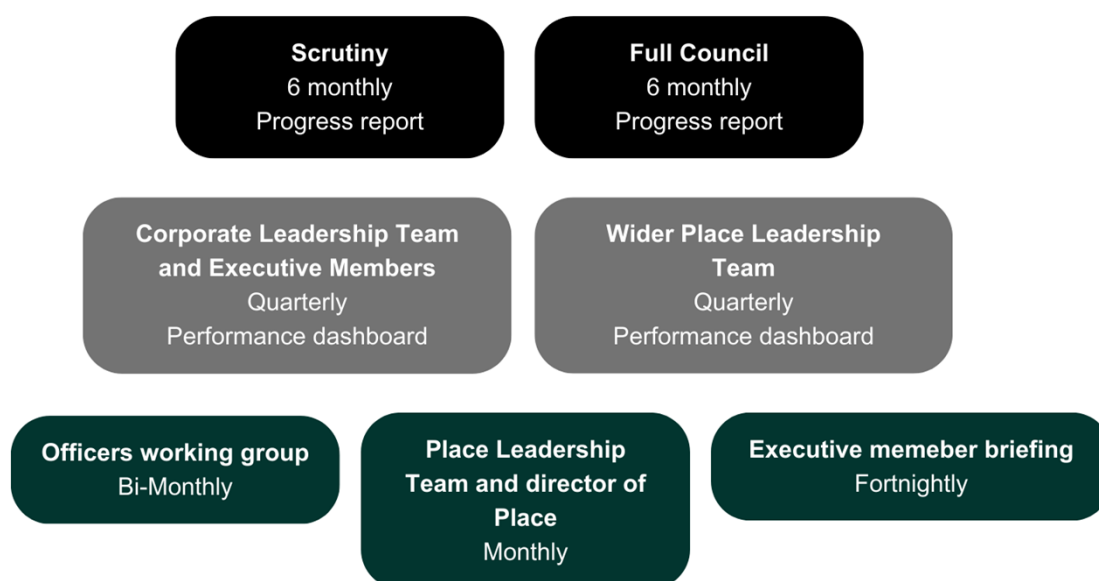 Scrutiny
6 monthly
Progress report
Full Council
6 monthly
Progress report
Corporate Leadership Team
and Executive Members
Quarterly
Performance dashboard
Wider Place Leadership
Team
Quarterly
Performance dashboard
Officers working group
Bi-Monthly
Place Leadership
Team and director of
Place
Monthly
Executive memeber briefing
Fortnightly